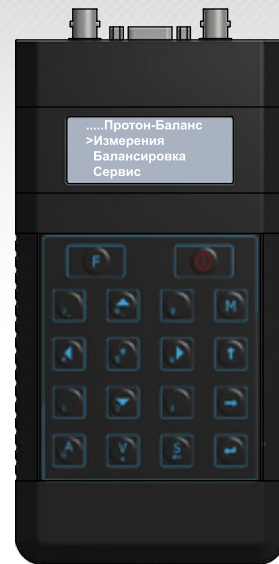 .....Протон-Баланс
>Измерения
Балансировка
Сервис
F
M
A V S